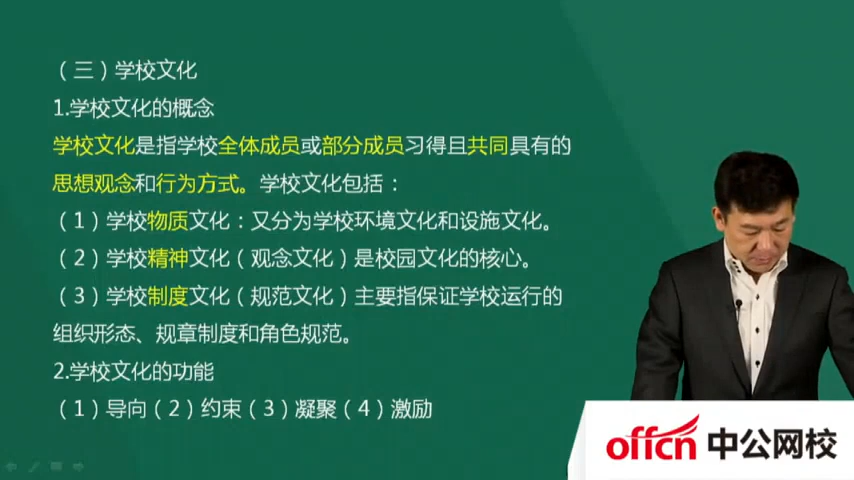 （三）学校文化
1.学校文化的概念
学校文化是指学校全体成员或部分成员习得且共同具有的
思想观念和行为方式。学校文化包括：
（1）学校物质文化：又分为学校环境文化和设施文化。
（2）学校精神文化（观念文化）是校园文化的核心。
（3）学校制度文化（规范文化）主要指保证学校运行的
组织形态、规章制度和角色规范。
2.学校文化的功能
（1）导向（2）约束（3）凝聚（4）激励
offcn 中公网校